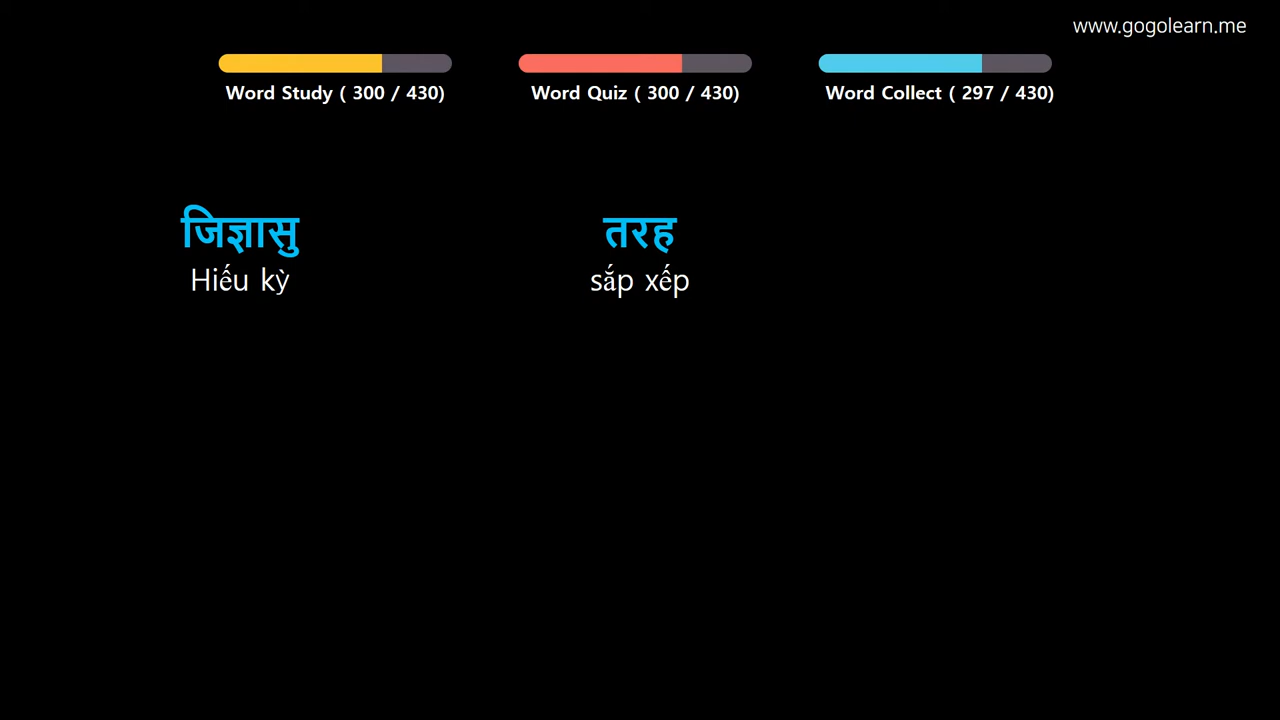 www.gogolearn.me
Word Study ( 300 / 430)
Word Quiz ( 300 / 430)
Word Collect ( 297 / 430)
जिज्ञासु
Hiếu kỳ
तरह
sắp xếp